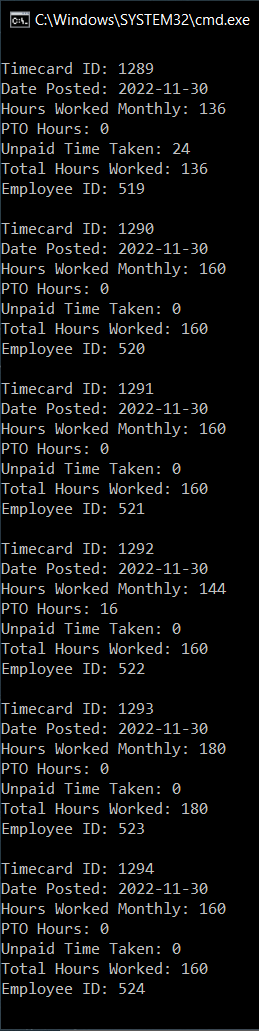 C:\Windows\SYSTEM32\cmd.exe
Timecard ID: 1289
Date Posted: 2022-11-30
Hours Worked Monthly: 136
PTO Hours: 0
Unpaid Time Taken: 24
Total Hours Worked: 136
Employee ID: 519
Timecard ID: 1290
Date Posted: 2022-11-30
Hours Worked Monthly: 160
PTO Hours: 0
Unpaid Time Taken: 0
Total Hours Worked: 160
Employee ID: 520
Timecard ID: 1291
Date Posted: 2022-11-30
Hours Worked Monthly: 160
PTO Hours: 0
Unpaid Time Taken: 0
Total Hours Worked: 160
Employee ID: 521
Timecard ID: 1292
Date Posted: 2022-11-30
Hours Worked Monthly: 144
PTO Hours: 16
Unpaid Time Taken: 0
Total Hours Worked: 160
Employee ID: 522
Timecard ID: 1293
Date Posted: 2022-11-30
Hours Worked Monthly: 180
PTO Hours: 0
Unpaid Time Taken: 0
Total Hours Worked: 180
Employee ID: 523
Timecard ID: 1294
Date Posted: 2022-11-30
Hours Worked Monthly: 160
PTO Hours: 0
Unpaid Time Taken: 0
Total Hours Worked: 160
Employee ID: 524